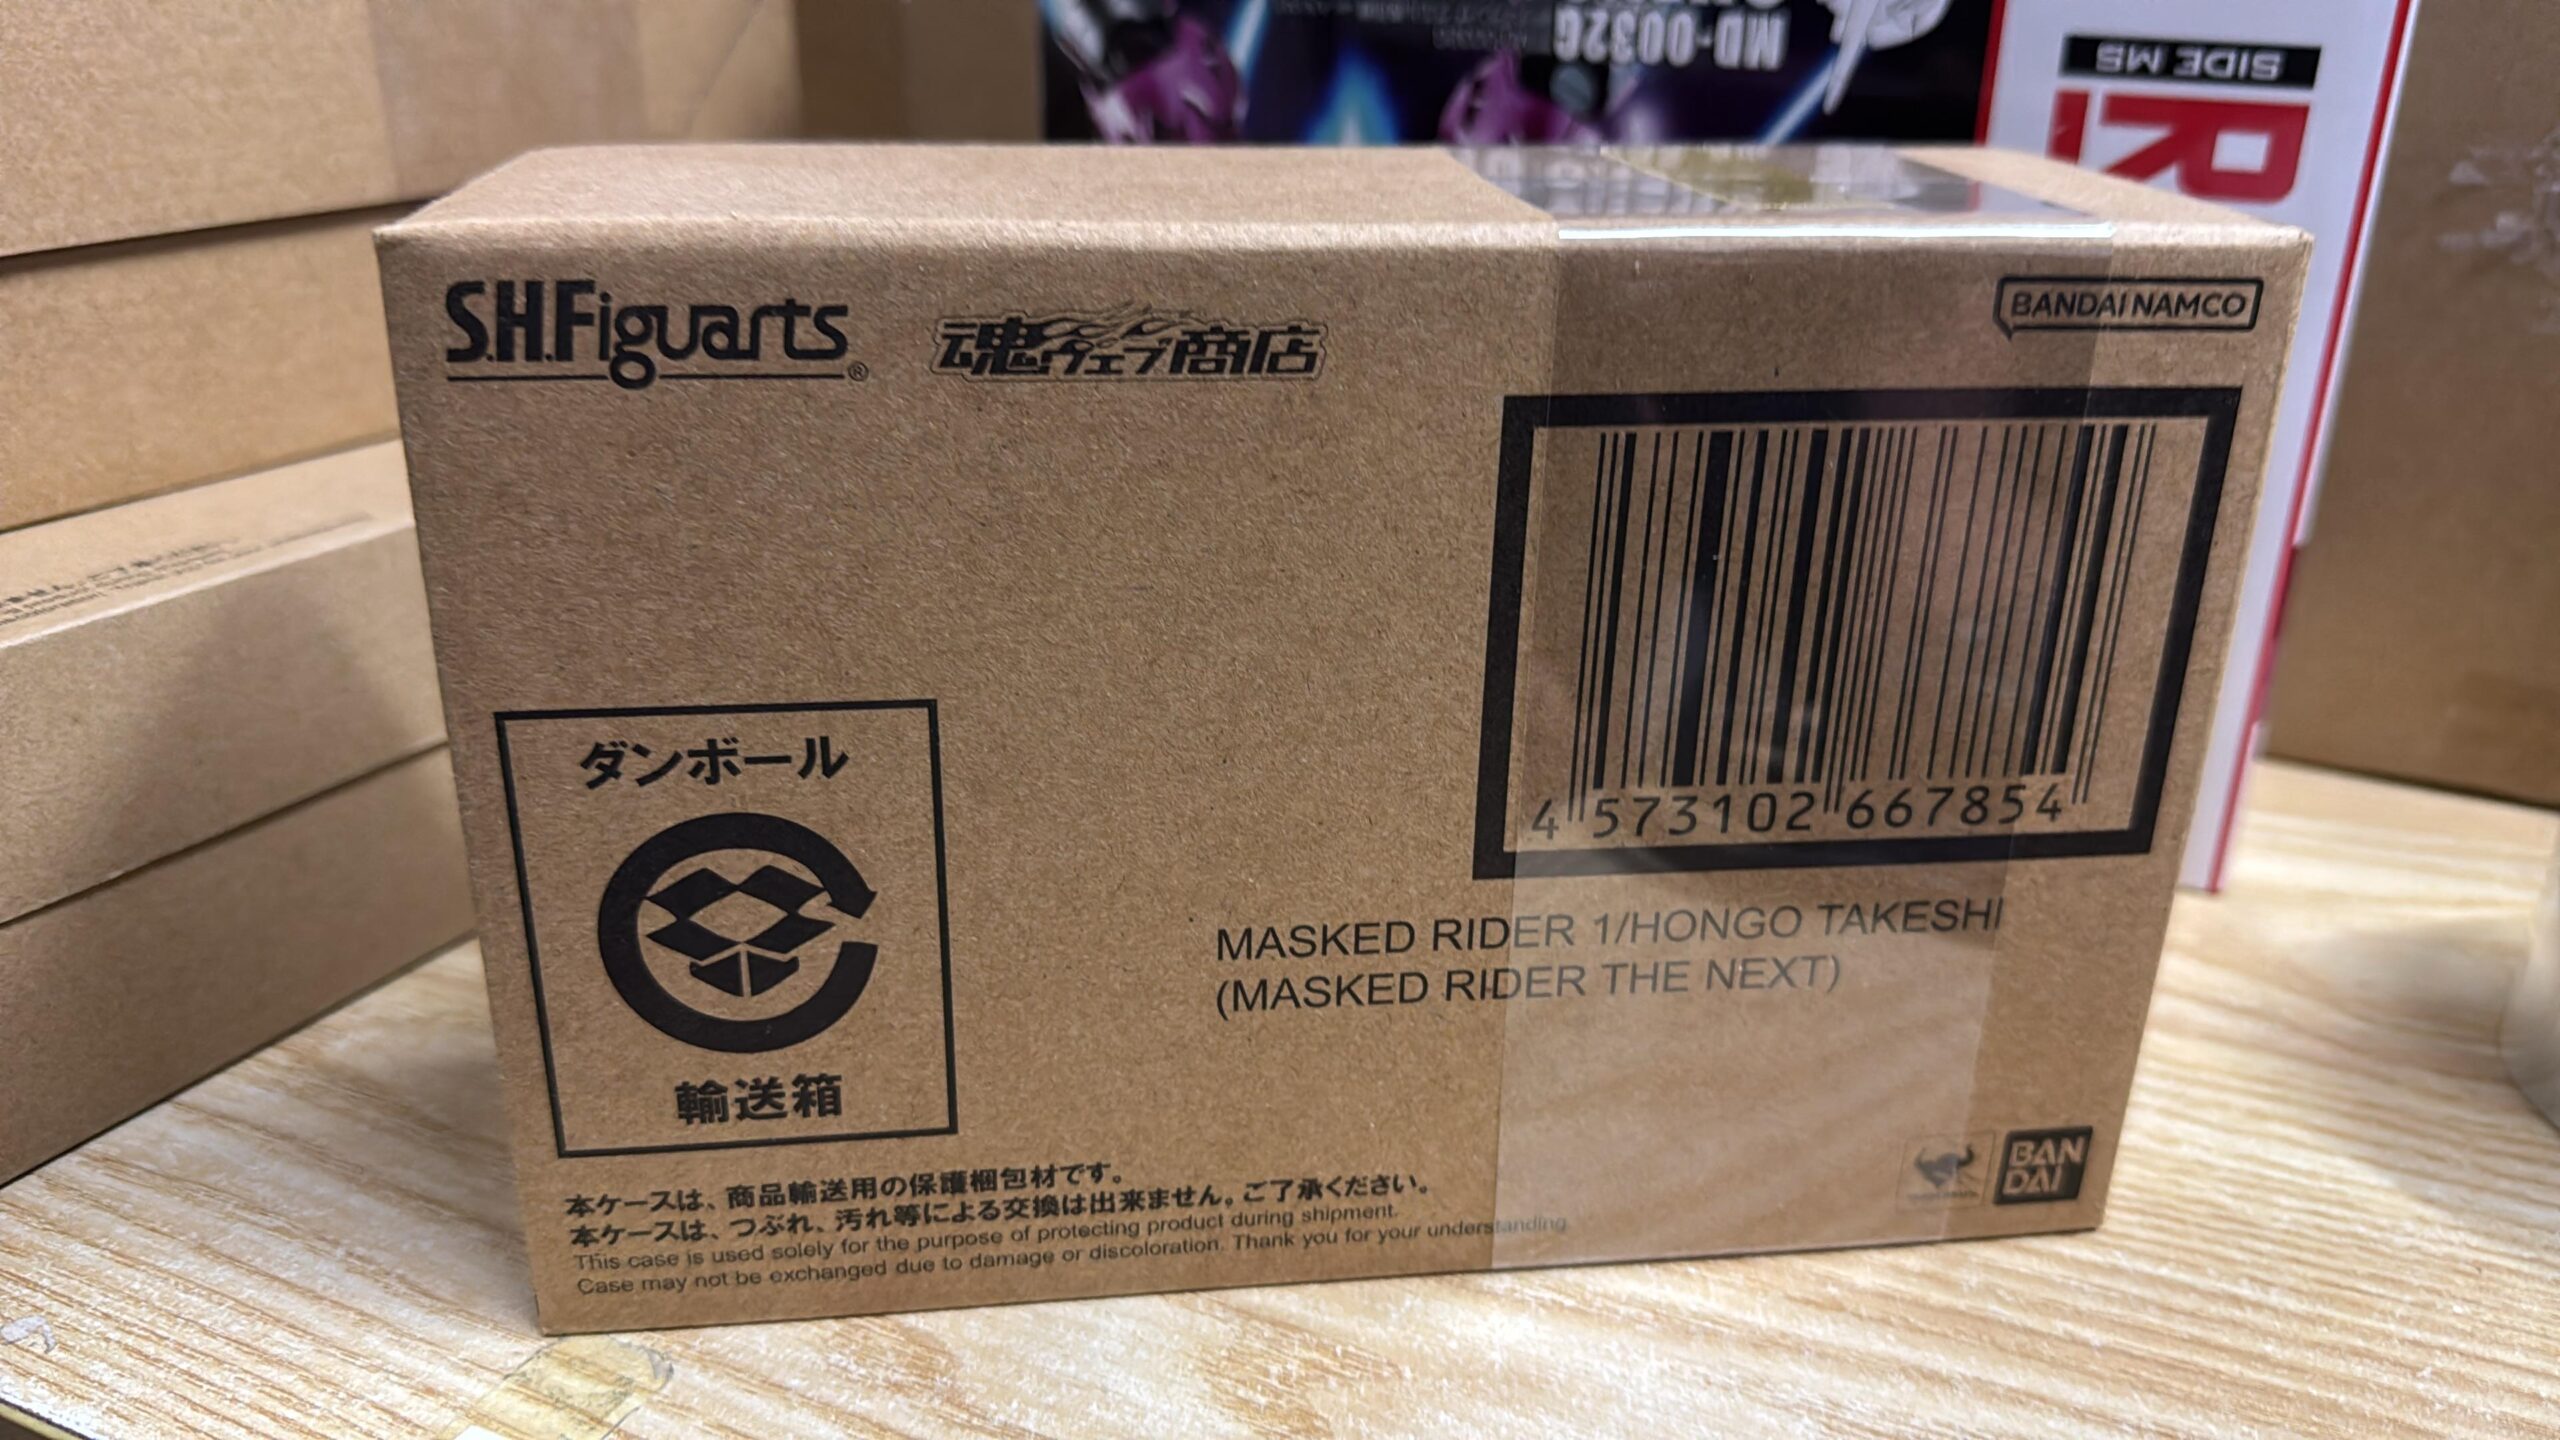 MD-0032G
SIDE MS
RI
S.H.Figuarts®
魂ウェブ商店
BANDAI NAMCO
4 573102 667854
ダンボール
輸送箱
MASKED RIDER 1/HONGO TAKESHI
(MASKED RIDER THE NEXT)
本ケースは、商品輸送用の保護梱包材です。
本ケースは、つぶれ、汚れ等による交換は出来ません。ご了承ください。
This case is used solely for the purpose of protecting product during shipment.
Case may not be exchanged due to damage or discoloration. Thank you for your understanding.
BAN
DAI